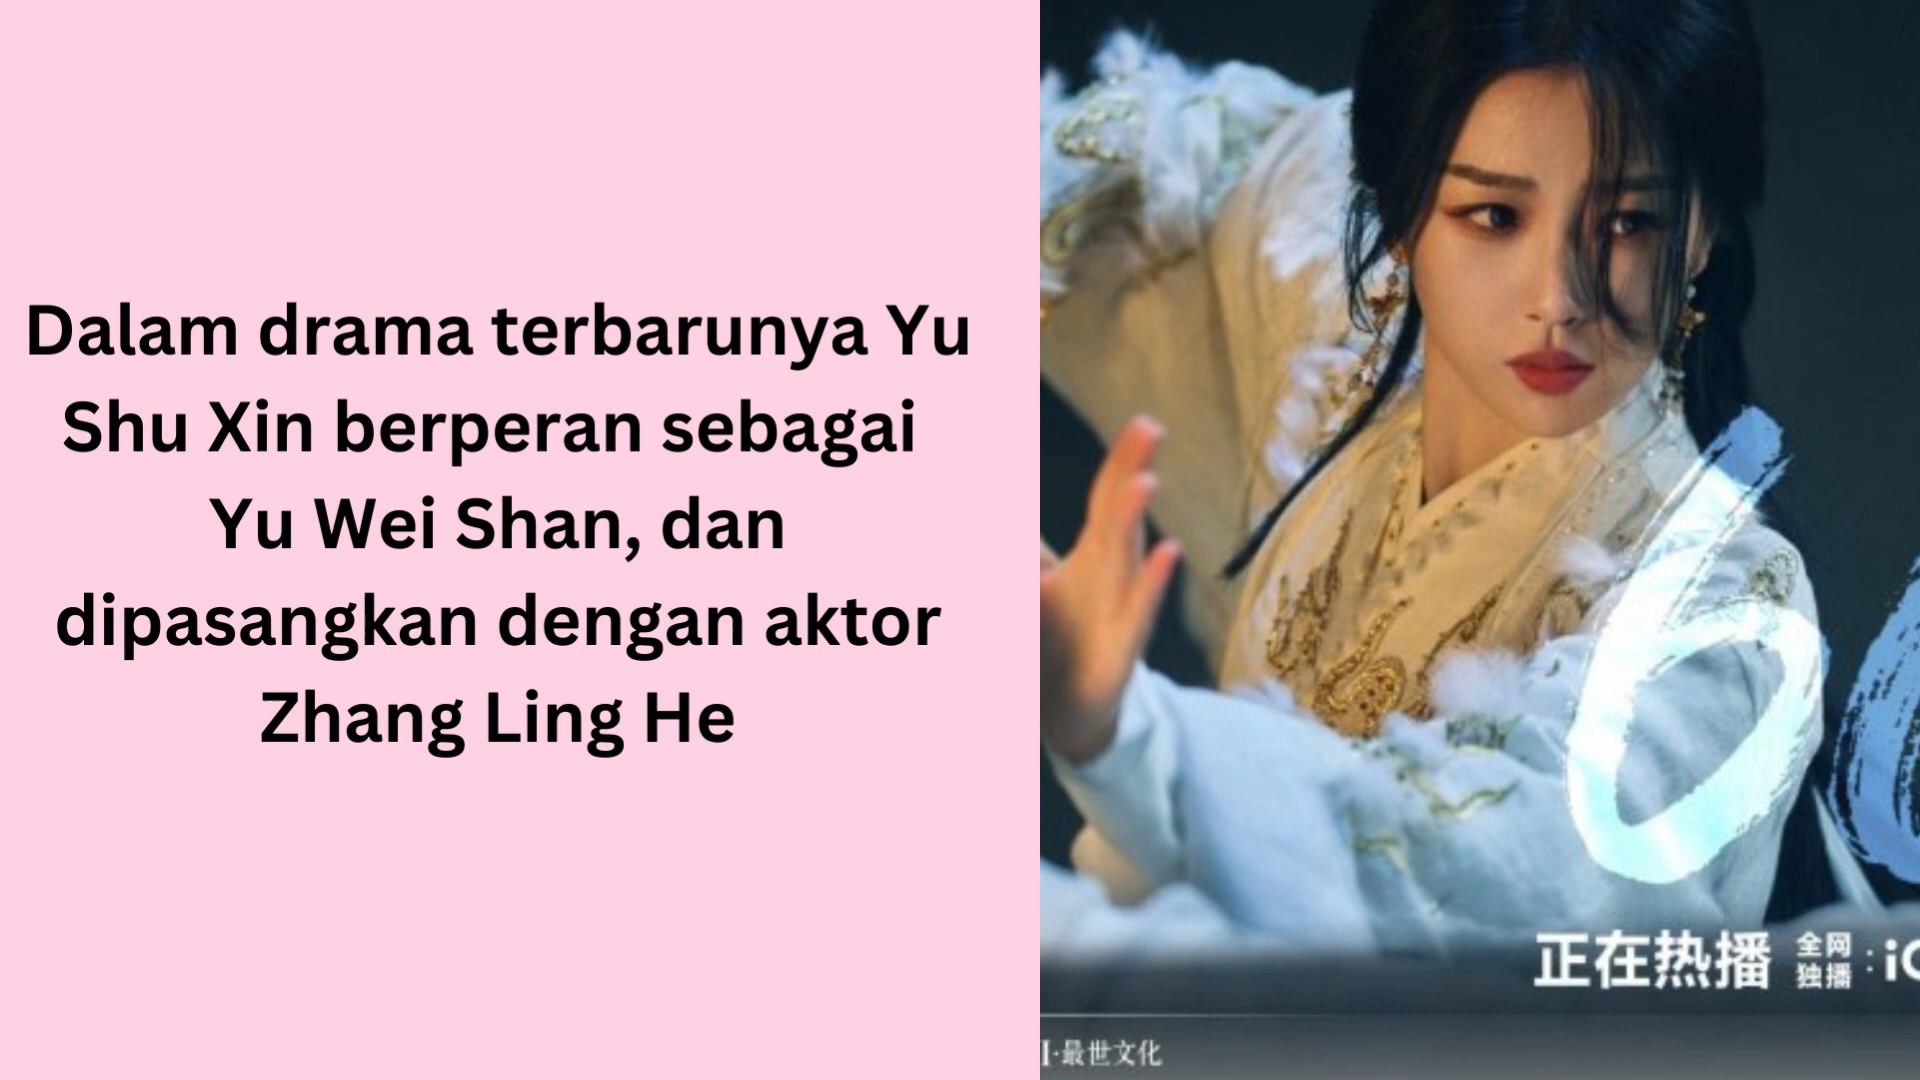 Dalam drama terbarunya Yu
Shu Xin berperan sebagai
Yu Wei Shan, dan
dipasangkan dengan aktor
Zhang Ling He
正在热播 全网
独播 :
·最世文化